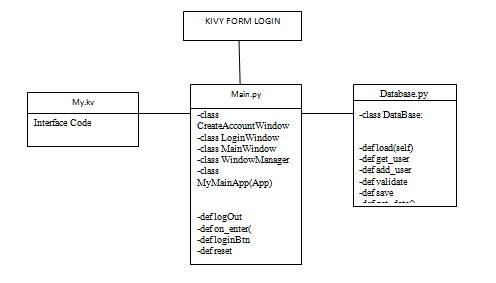 KIVY FORM LOGIN
My.kv
Interface Code
Main.py
-class
CreateAccountWindow
-class LoginWindow
-class MainWindow
-class WindowManager
-class
MyMainApp(App)
-def logOut
-def on_enter(
-def loginBtn
-def reset
Database.py
-class DataBase:
-def load(self)
-def get_user
-def add_user
-def validate
-def save